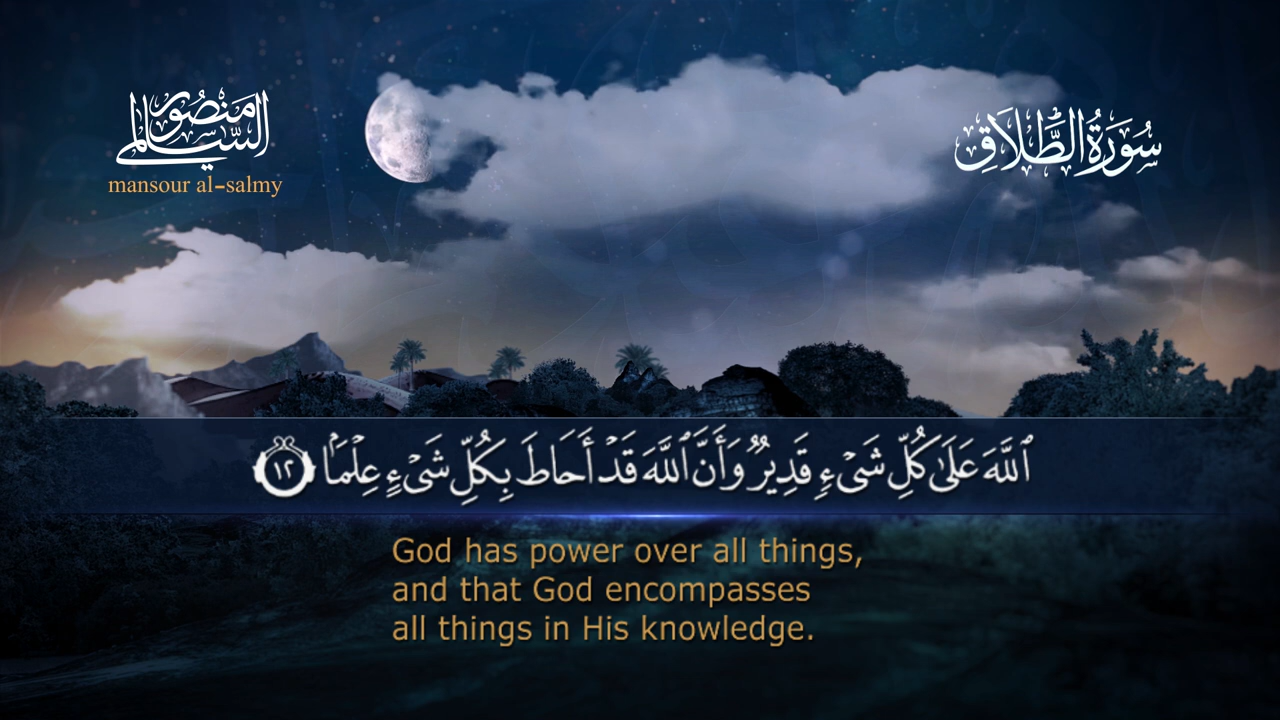 منصور السالمي
mansour al-salmy
سُورَةُ الطَّلَاقِ
ٱللَّهَ عَلَىٰ كُلِّ شَىْءٍۢ قَدِيرٌۭ وَأَنَّ ٱللَّهَ قَدْ أَحَاطَ بِكُلِّ شَىْءٍ عِلْمًۢا ١٢
God has power over all things,
and that God encompasses
all things in His knowledge.